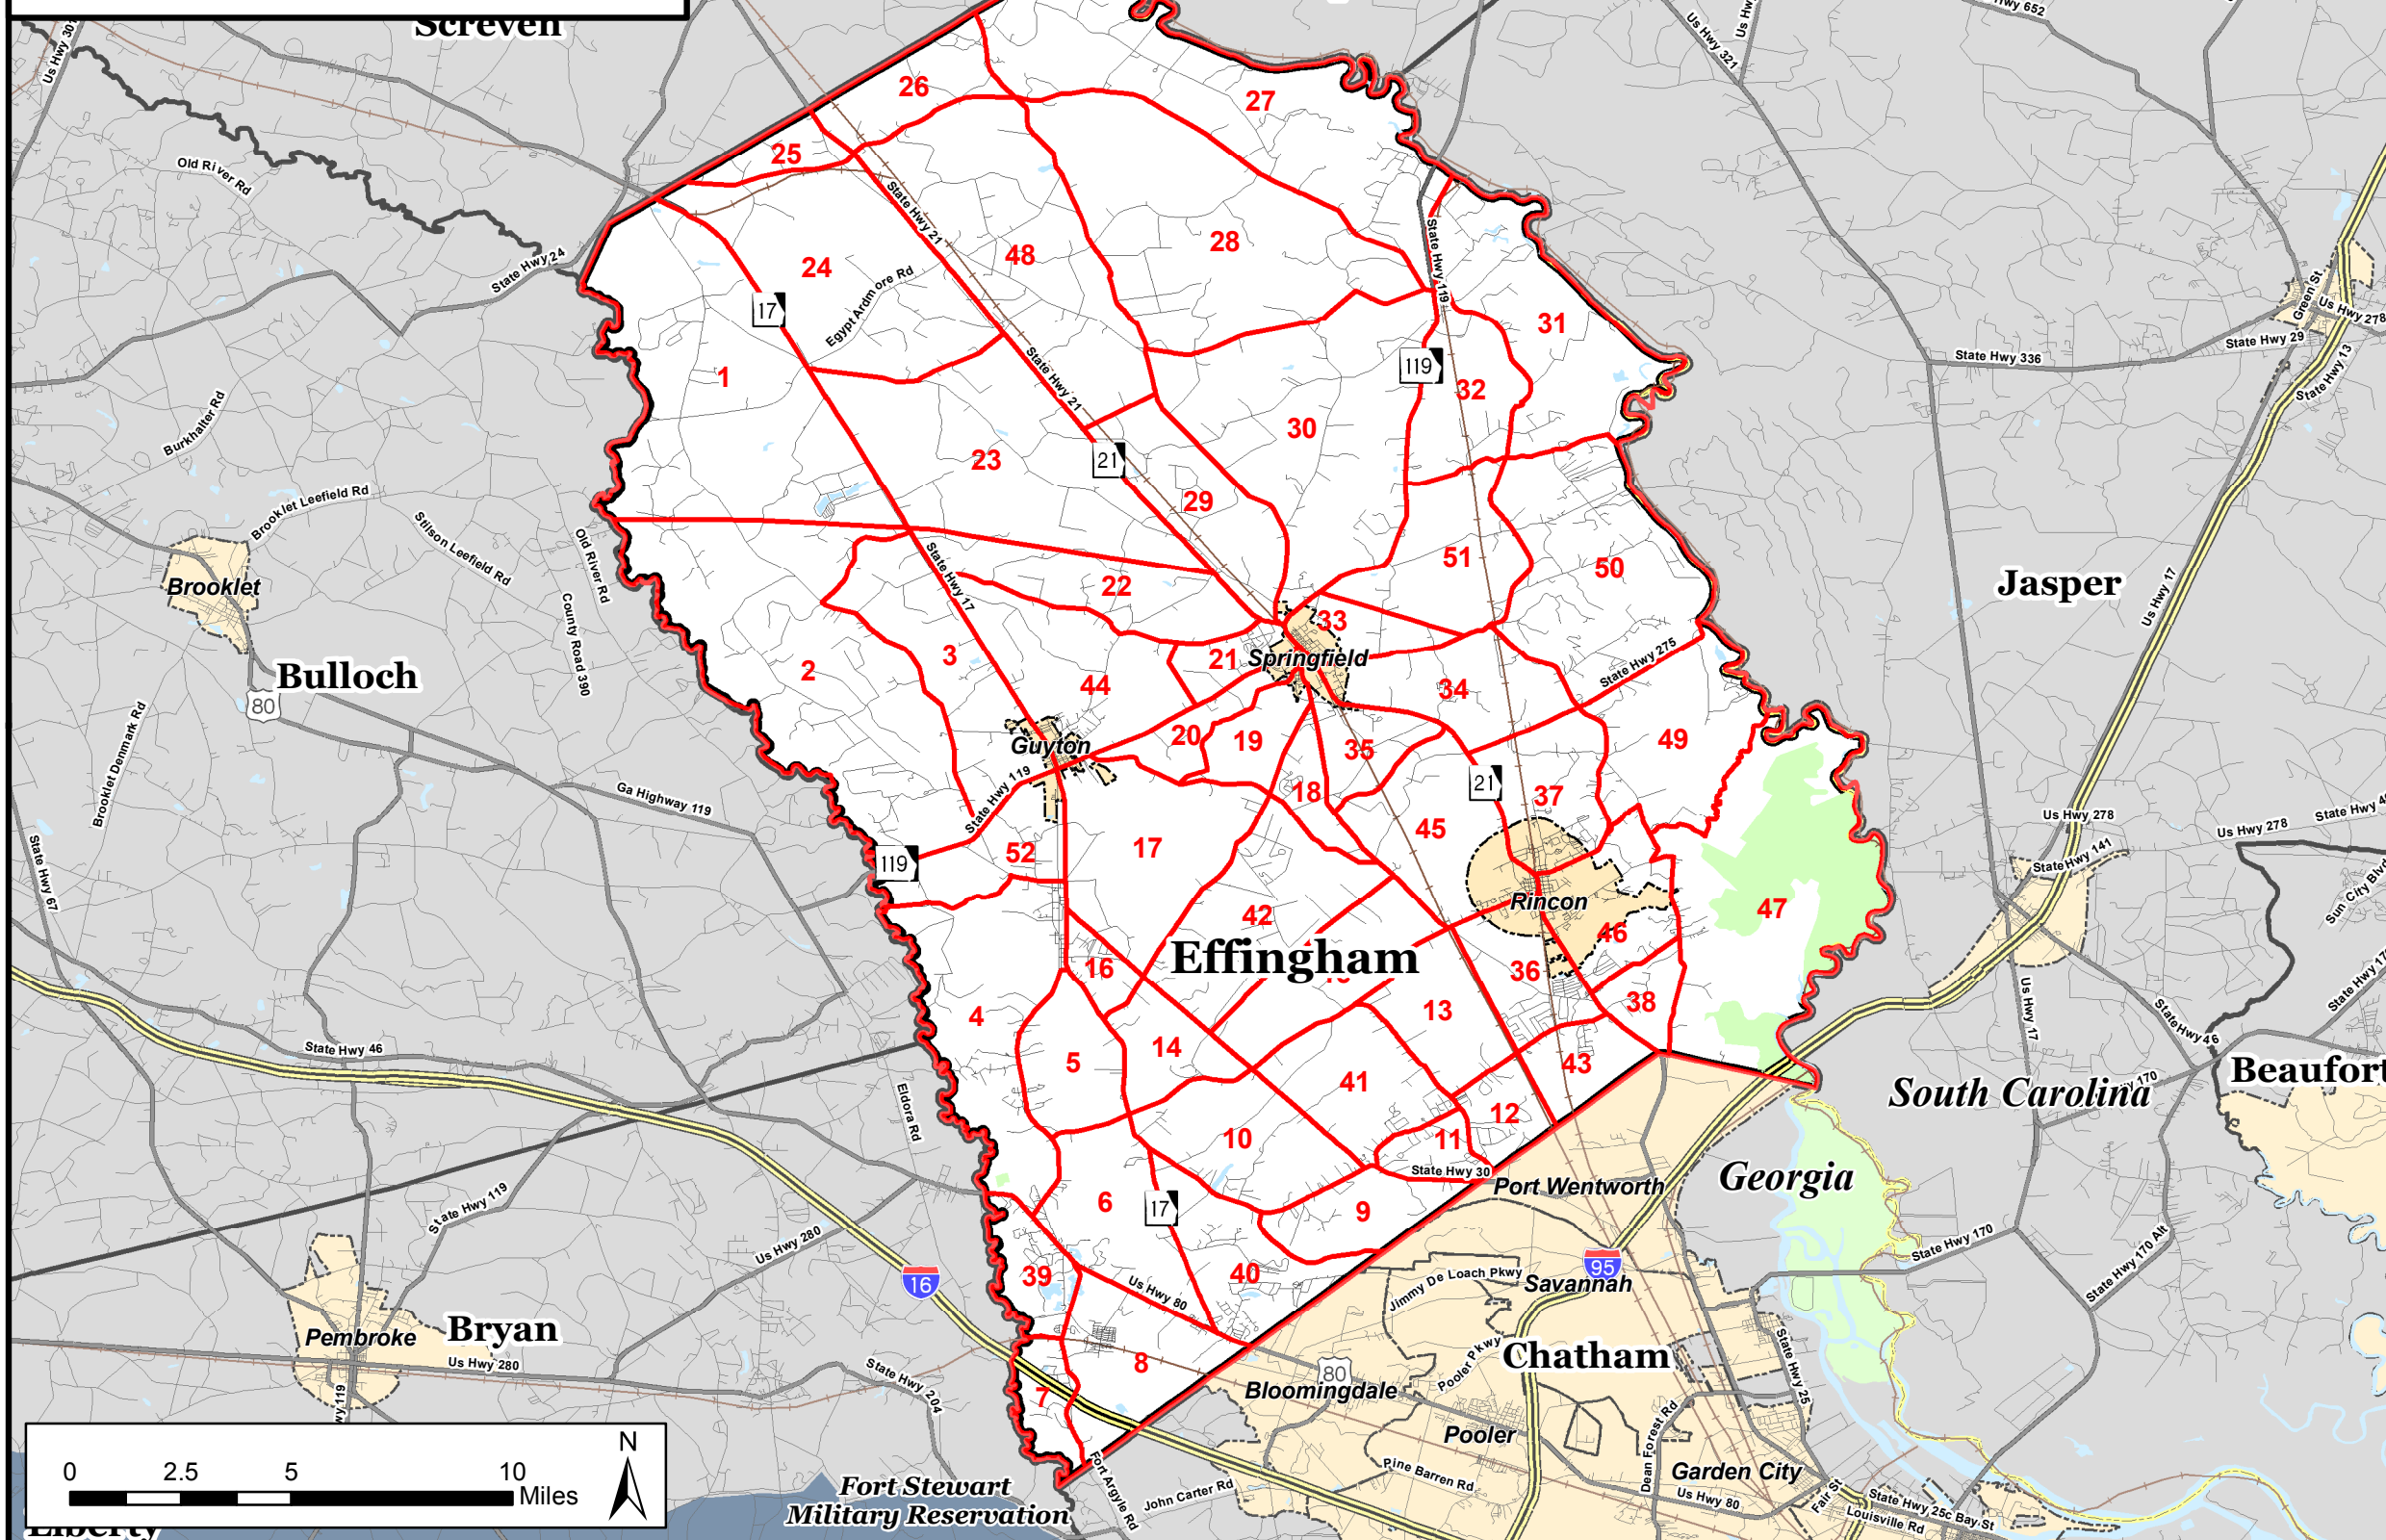 Screven
Us Hwy 301
Us Hwy 321
Hwy 652
26
27
25
Old River Rd
State Hwy 21
State Hwy 119
28
48
24
State Hwy 24
Egypt Ardmore Rd
17
31
Green St
Us Hwy 278
State Hwy 29
State Hwy 336
State Hwy 13
State Hwy 21
119
1
32
Burkhalter Rd
30
23
21
29
Brooklet Leefield Rd
Stilson Leefield Rd
Old River Rd
State Hwy 17
51
50
22
Brooklet
Jasper
Us Hwy 17
County Road 390
33
3
21
Springfield
2
State Hwy 275
Bulloch
44
34
80
Brooklet Denmark Rd
Guyton
20
19
35
49
State Hwy 119
21
18
37
Ga Highway 119
Us Hwy 278
Us Hwy 278
45
State Hwy 67
119
52
17
State Hwy 141
Sun City Blvd
Rincon
42
47
46
Effingham
16
36
38
13
4
Us Hwy 17
State Hwy 46
State Hwy 46
14
5
43
41
South Carolina
Beaufort
Eldora Rd
12
10
11
State Hwy 30
Georgia
Port Wentworth
State Hwy 119
6
17
9
Us Hwy 280
State Hwy 170
State Hwy 170 Alt
16
39
40
95
Savannah
Jimmy De Loach Pkwy
Us Hwy 80
Pembroke
Bryan
Us Hwy 280
8
Pooler Pkwy
Chatham
State Hwy 25
80
Bloomingdale
State Hwy 204
7
Dean Forest Rd
Pooler
Fort Argyle Rd
Pine Barren Rd
Garden City
Us Hwy 80
Fair St
State Hwy 25c Bay St
Louisville Rd
John Carter Rd
Fort Stewart
Military Reservation
0 2.5 5 10
Miles
N
Liberty